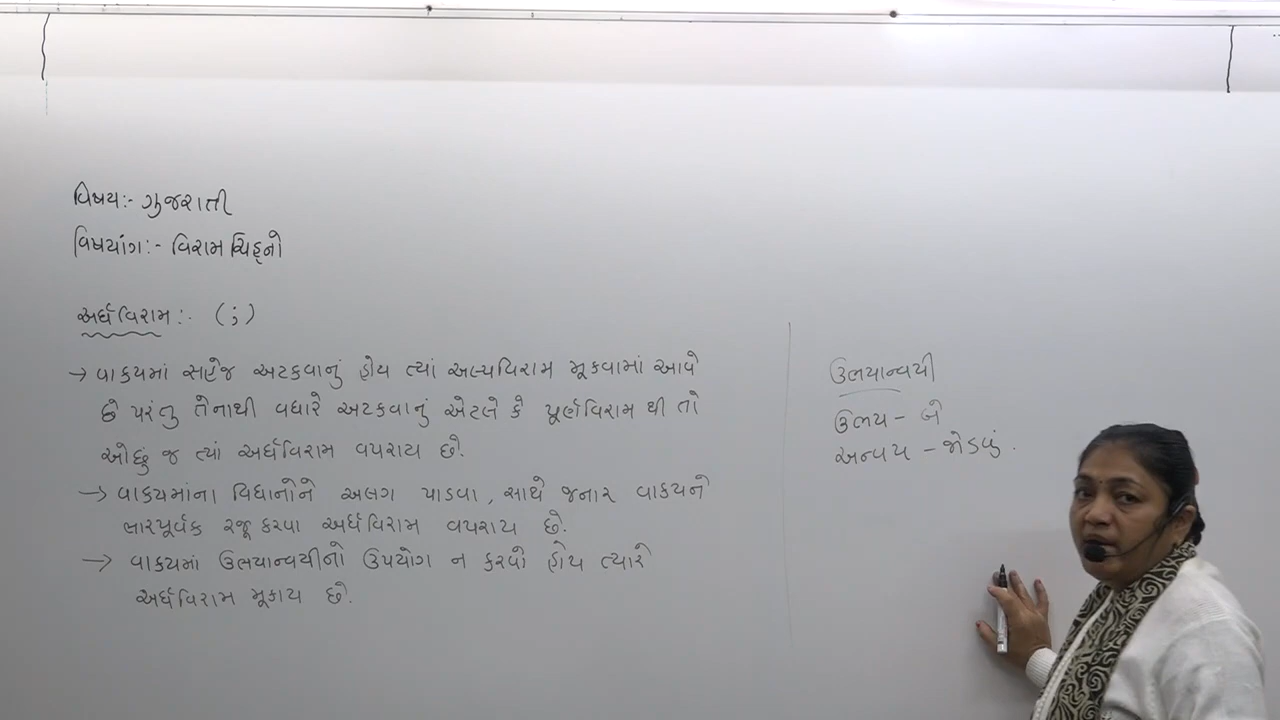 વિષય:- ગુજરાતી
વિષયાંગ:- વિરામચિહ્નો
અર્ધવિરામ:- (;)
→ વાક્યમાં સહેજ અટકવાનું હોય ત્યાં અલ્પવિરામ મૂકવામાં આવે
છે પરંતુ તેનાથી વધારે અટકવાનું એટલે કે પૂર્ણવિરામ થી તો
ઓછું જ ત્યાં અર્ધવિરામ વપરાય છે.
→ વાક્યમાંના વિધાનોને અલગ પાડવા, સાથે જનાર વાક્યને
ભારપૂર્વક રજૂ કરવા અર્ધવિરામ વપરાય છે.
→ વાક્યમાં ઉભયાન્વયીનો ઉપયોગ ન કરવો હોય ત્યારે
અર્ધવિરામ મૂકાય છે.
ઉભયાન્વયી
ઉભય - બે
અન્વય - જોડવું.